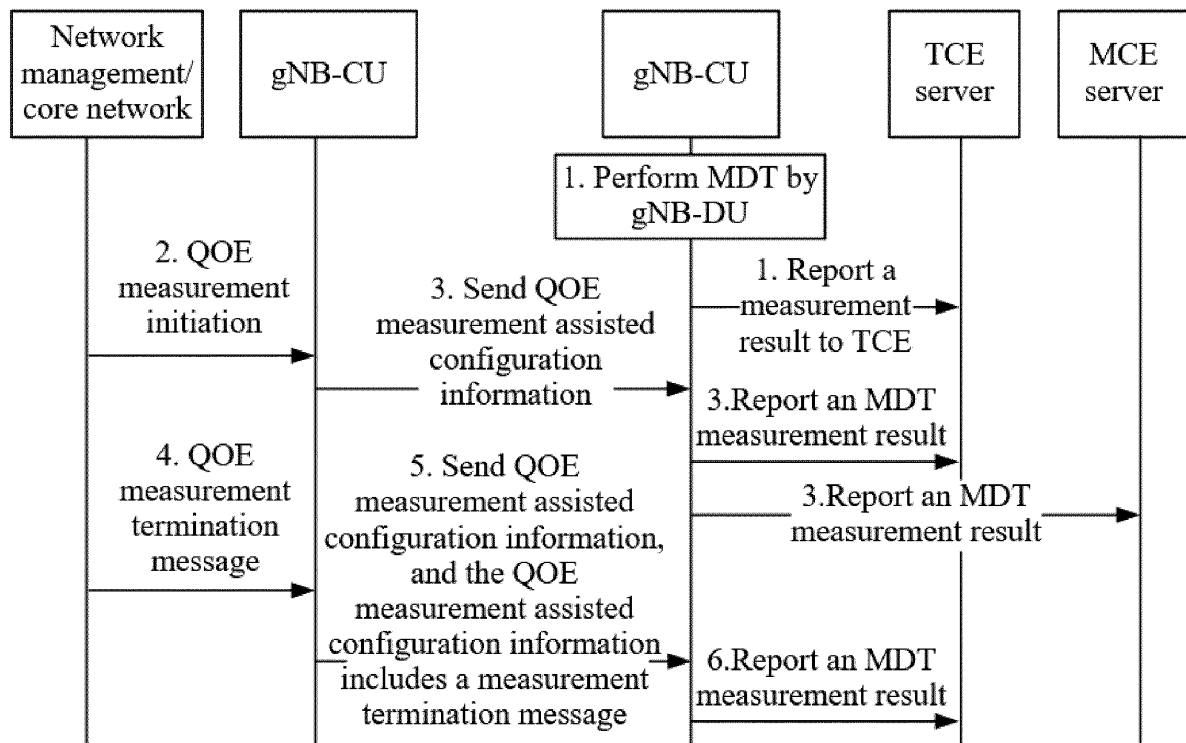 Network
management/
core network
gNB-CU
gNB-CU
TCE
server
MCE
server
1. Perform MDT by
gNB-DU
2. QOE
measurement
initiation
3. Send QOE
measurement assisted
configuration
information
1. Report a
measurement
result to TCE
3.Report an MDT
measurement result
4. QOE
measurement
termination
message
5. Send QOE
measurement assisted
configuration information,
and the QOE
measurement assisted
configuration information
includes a measurement
termination message
3.Report an MDT
measurement result
6.Report an MDT
measurement result